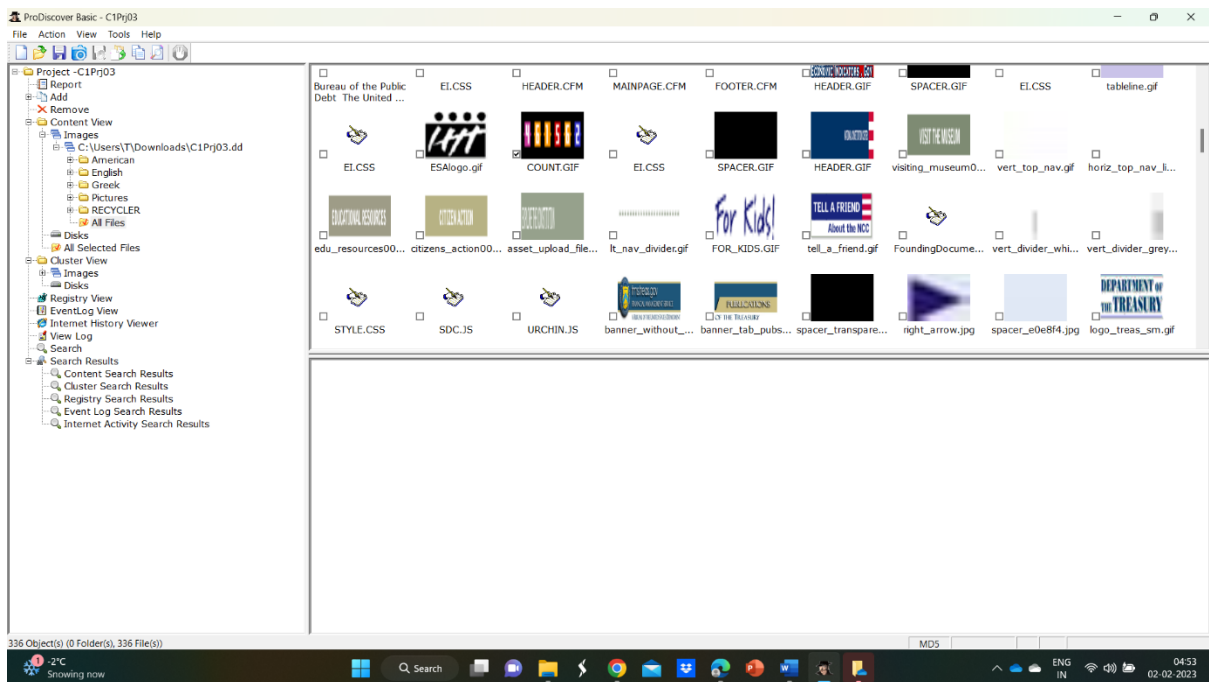 ProDiscover Basic - C1Prj03
File Action View Tools Help
Project -C1Prj03
Report
Add
Remove
Content View
Images
C:\Users\T\Downloads\C1Prj03.dd
American
English
Greek
Pictures
RECYCLER
All Files
Disks
All Selected Files
Cluster View
Images
Disks
Registry View
EventLog View
Internet History Viewer
View Log
Search
Search Results
Content Search Results
Cluster Search Results
Registry Search Results
Event Log Search Results
Internet Activity Search Results
ECONOMIC INDICATORS.GOV
Bureau of the Public Debt The United ...
EI.CSS
HEADER.CFM
MAINPAGE.CFM
FOOTER.CFM
HEADER.GIF
SPACER.GIF
EI.CSS
tableline.gif
VISIT THE MUSEUM
EI.CSS
ESAlogo.gif
COUNT.GIF
EI.CSS
SPACER.GIF
HEADER.GIF
visiting_museum0...
vert_top_nav.gif
horiz_top_nav_li...
EDUCATIONAL RESOURCES
CITIZEN ACTION
For Kids!
TELL A FRIEND
About the NCC
edu_resources00...
citizens_action00...
asset_upload_file...
lt_nav_divider.gif
FOR_KIDS.GIF
tell_a_friend.gif
FoundingDocume...
vert_divider_whi...
vert_divider_grey...
PUBLICATIONS
OF THE TREASURY
DEPARTMENT OF
THE TREASURY
STYLE.CSS
SDC.JS
URCHIN.JS
banner_without_...
banner_tab_pubs...
spacer_transpare...
right_arrow.jpg
spacer_e0e8f4.jpg
logo_treas_sm.gif
336 Object(s) (0 Folder(s), 336 File(s))
MD5
1
-2°C
Snowing now
Search
ENG
IN
04:53
02-02-2023